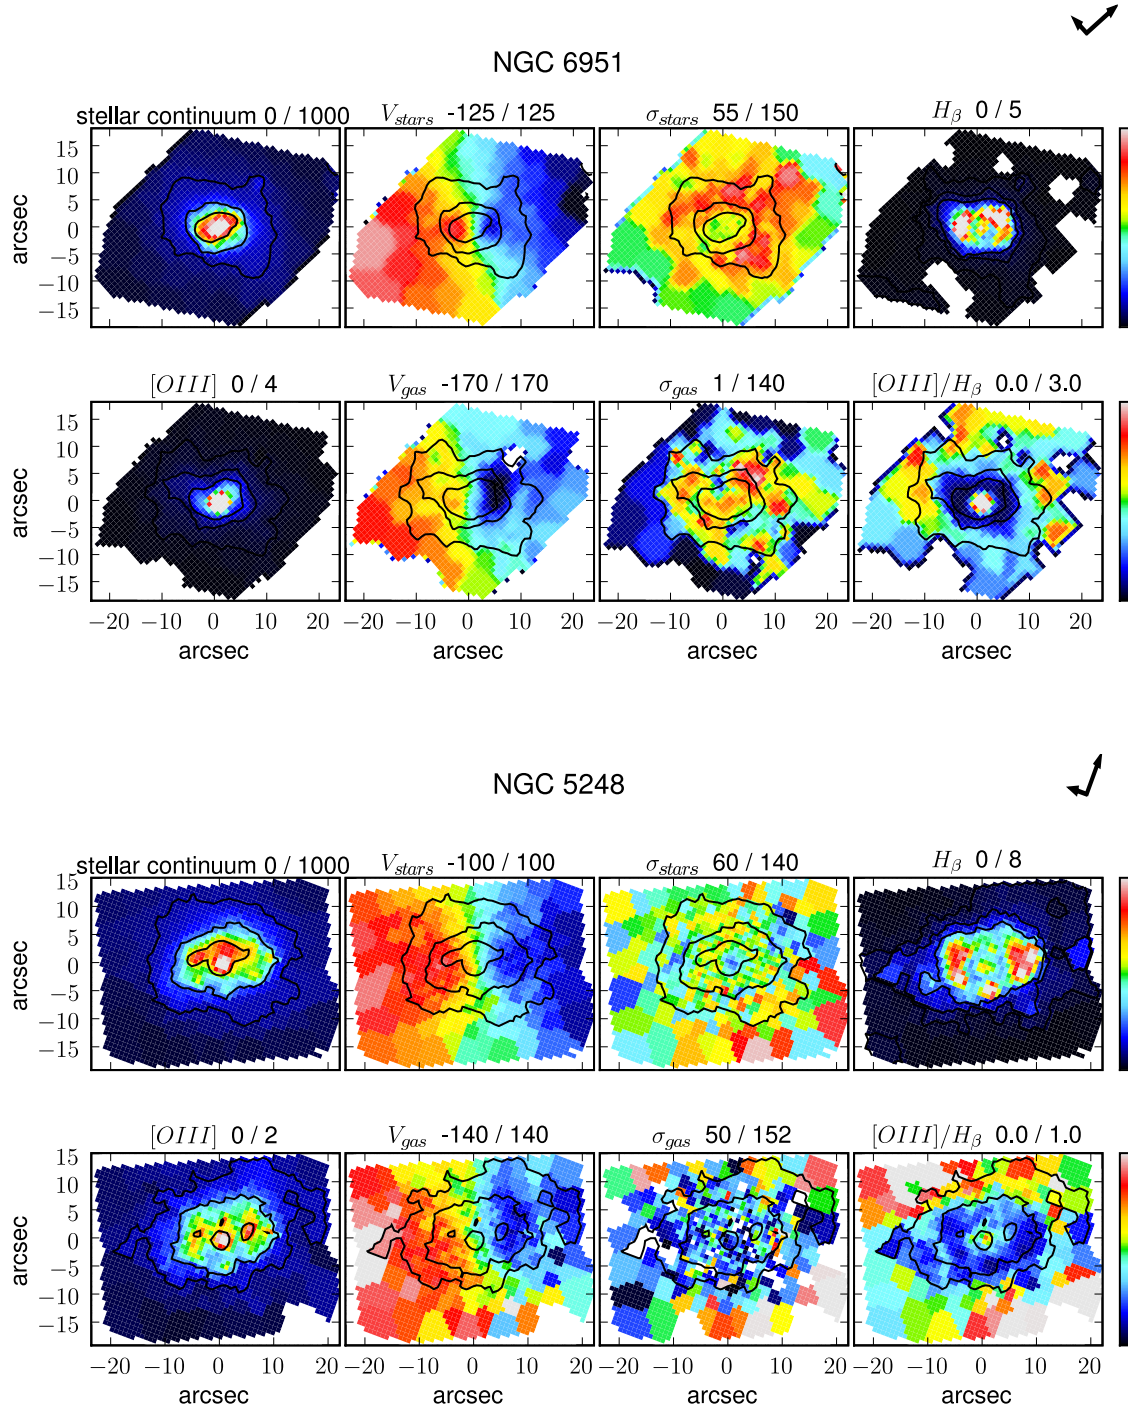 NGC 6951
stellar continuum 0 / 1000 V_stars -125 / 125 σ_stars 55 / 150 H_β 0 / 5
15
10
5
0
−5
−10
−15
arcsec
[OIII] 0 / 4 V_gas -170 / 170 σ_gas 1 / 140 [OIII]/H_β 0.0 / 3.0
15
10
5
0
−5
−10
−15
arcsec
−20 −10 0 10 20 −20 −10 0 10 20 −20 −10 0 10 20 −20 −10 0 10 20
arcsec arcsec arcsec arcsec
NGC 5248
stellar continuum 0 / 1000 V_stars -100 / 100 σ_stars 60 / 140 H_β 0 / 8
15
10
5
0
−5
−10
−15
arcsec
[OIII] 0 / 2 V_gas -140 / 140 σ_gas 50 / 152 [OIII]/H_β 0.0 / 1.0
15
10
5
0
−5
−10
−15
arcsec
−20 −10 0 10 20 −20 −10 0 10 20 −20 −10 0 10 20 −20 −10 0 10 20
arcsec arcsec arcsec arcsec